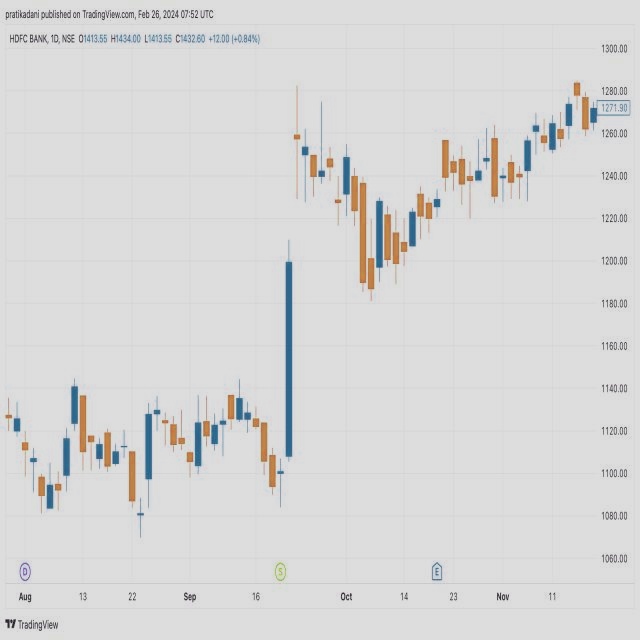 pratikadani published on TradingView.com, Feb 26, 2024 07:52 UTC
HDFC BANK, 1D, NSE O1413.55 H1434.00 L1413.55 C1432.60 +12.00 (+0.84%)
1300.00
1280.00
1271.90
1260.00
1240.00
1220.00
1200.00
1180.00
1160.00
1140.00
1120.00
1100.00
1080.00
1060.00
D S E
Aug 13 22 Sep 16 Oct 14 23 Nov 11
TradingView